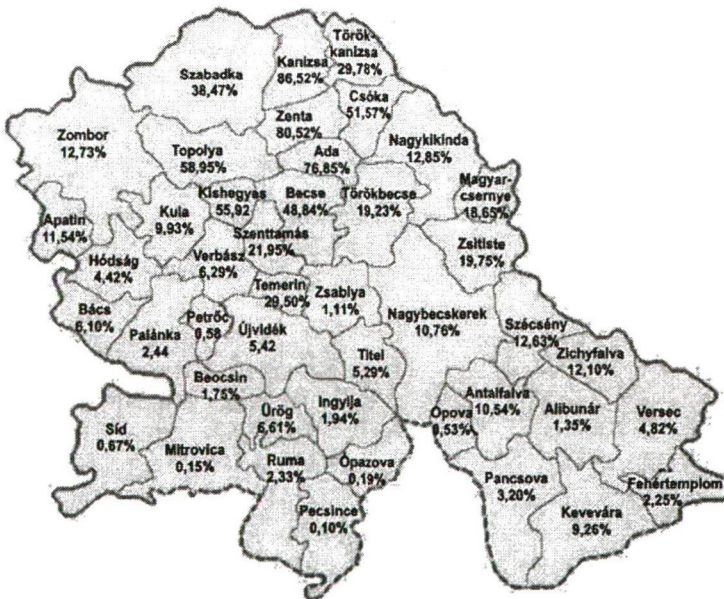 Török-
kanizsa
29,78%
Kanizsa
86,52%
Szabadka
38,47%
Csóka
51,57%
Zenta
80,52%
Nagykikinda
12,85%
Zombor
12,73%
Topolya
58,95%
Ada
76,85%
Magyar-
csernye
18,65%
Kishegyes
55,92
Becse
48,84%
Törökbecse
19,23%
Apatin
11,54%
Kula
9,93%
Szenttamás
21,95%
Zsitiste
19,75%
Hódság
4,42%
Verbász
6,29%
Temerin
29,50%
Zsablya
1,11%
Nagybecskerek
10,76%
Bács
6,10%
Palánka
2,44
Petrőc
0,58
Újvidék
5,42
Szécsény
12,63%
Zichyfalva
12,10%
Titel
5,29%
Beocsin
1,75%
Ürög
6,61%
Ingyija
1,94%
Opova
0,53%
Antalfalva
10,54%
Alibunár
1,35%
Versec
4,82%
Síd
0,67%
Mitrovica
0,15%
Ruma
2,33%
Ópazova
0,19%
Pancsova
3,20%
Fehértemplom
2,25%
Pecsince
0,10%
Kevevára
9,26%